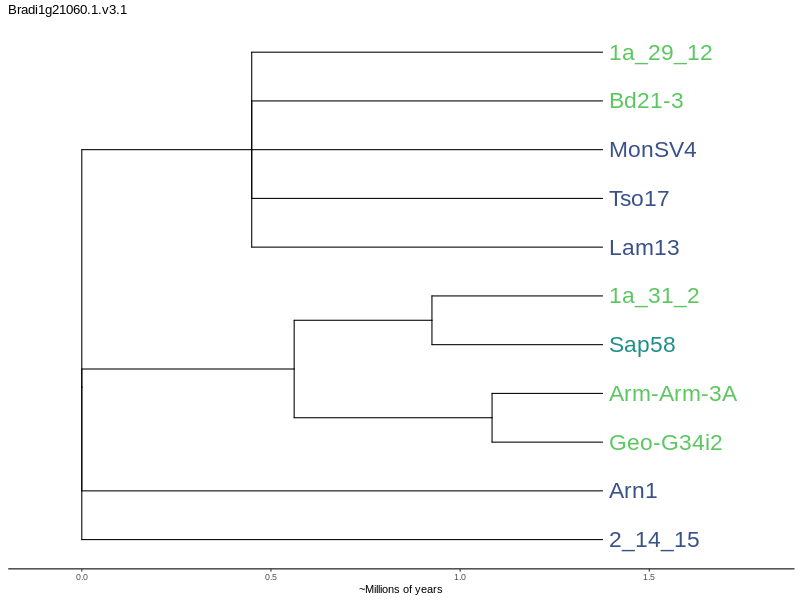 Bradi1g21060.1.v3.1
1a_29_12
Bd21-3
MonSV4
Tso17
Lam13
1a_31_2
Sap58
Arm-Arm-3A
Geo-G34i2
Arn1
2_14_15
0.0 0.5 1.0 1.5
~Millions of years